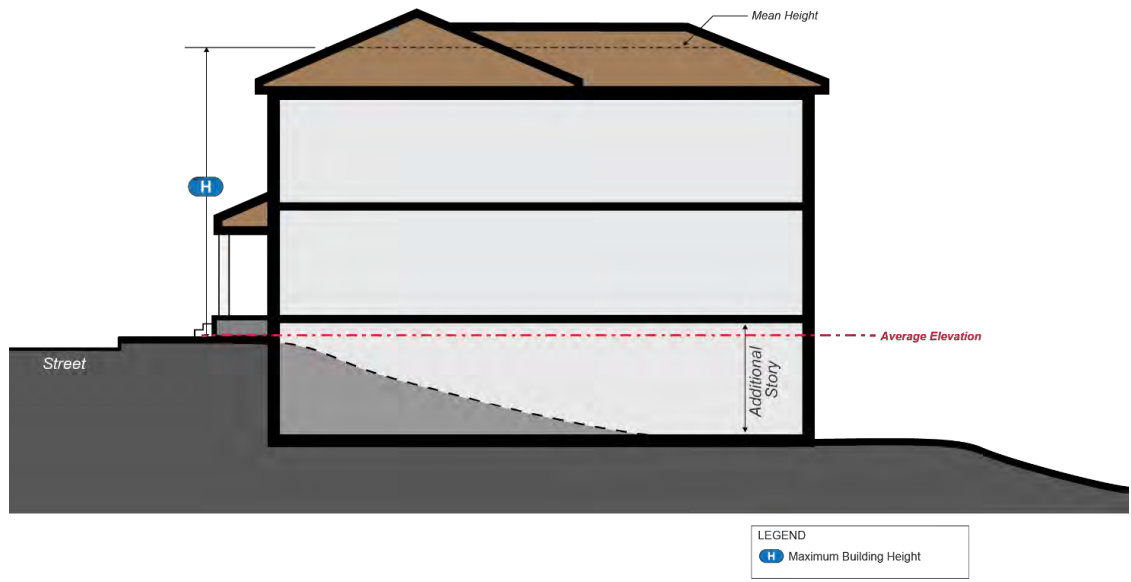 Mean Height
H
Street
Average Elevation
Additional
Story
LEGEND
H Maximum Building Height